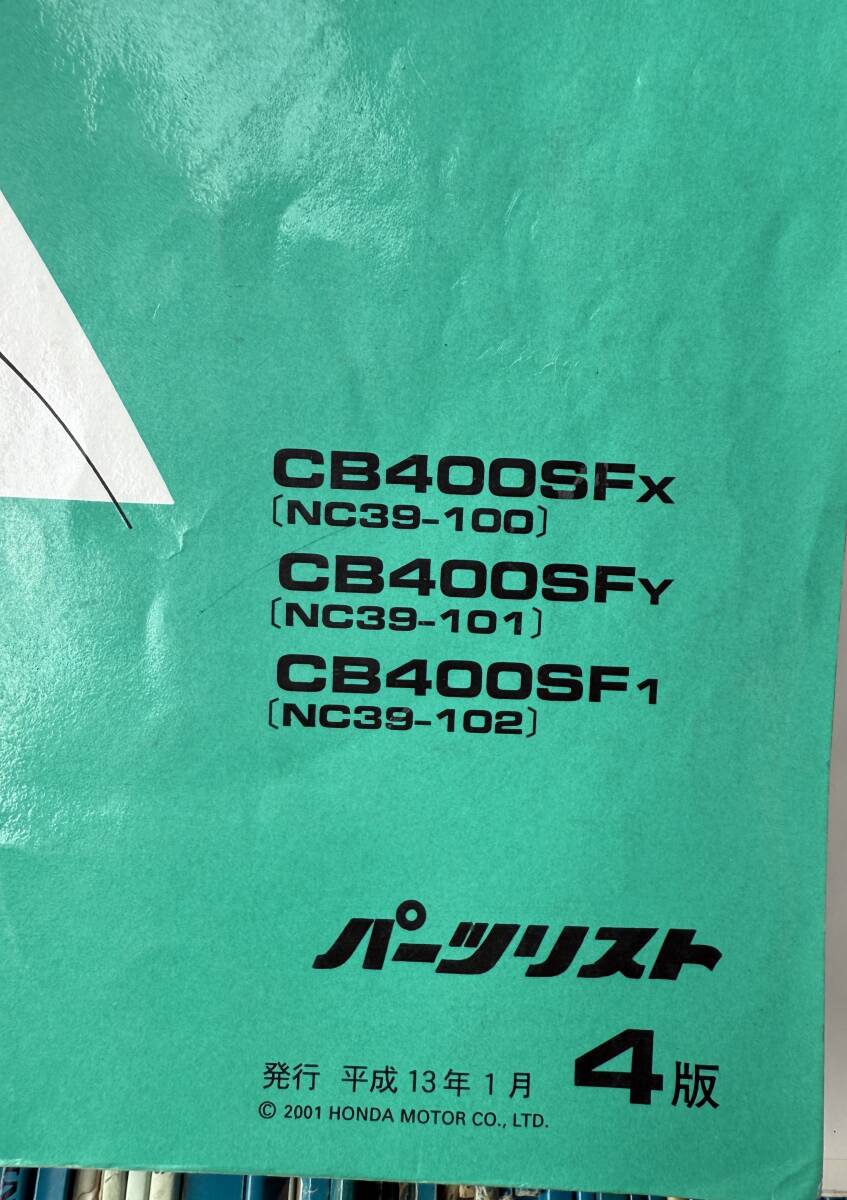 CB400SFX
〔NC39-100〕
CB400SFY
〔NC39-101〕
CB400SF1
〔NC39-102〕
パーツリスト
発行 平成13年1月 4版
© 2001 HONDA MOTOR CO., LTD.